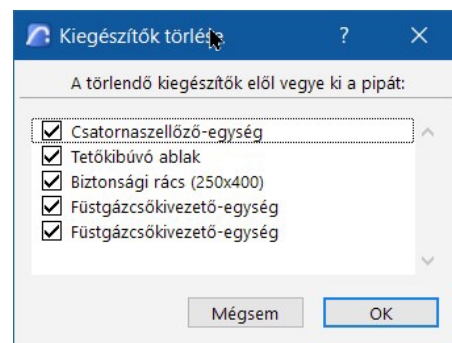 Kiegészítők törlése
?
A törlendő kiegészítők elől vegye ki a pipát:
Csatornaszellőző-egység
Tetőkibúvó ablak
Biztonsági rács (250x400)
Füstgázcsőkivezető-egység
Füstgázcsőkivezető-egység
Mégsem
OK